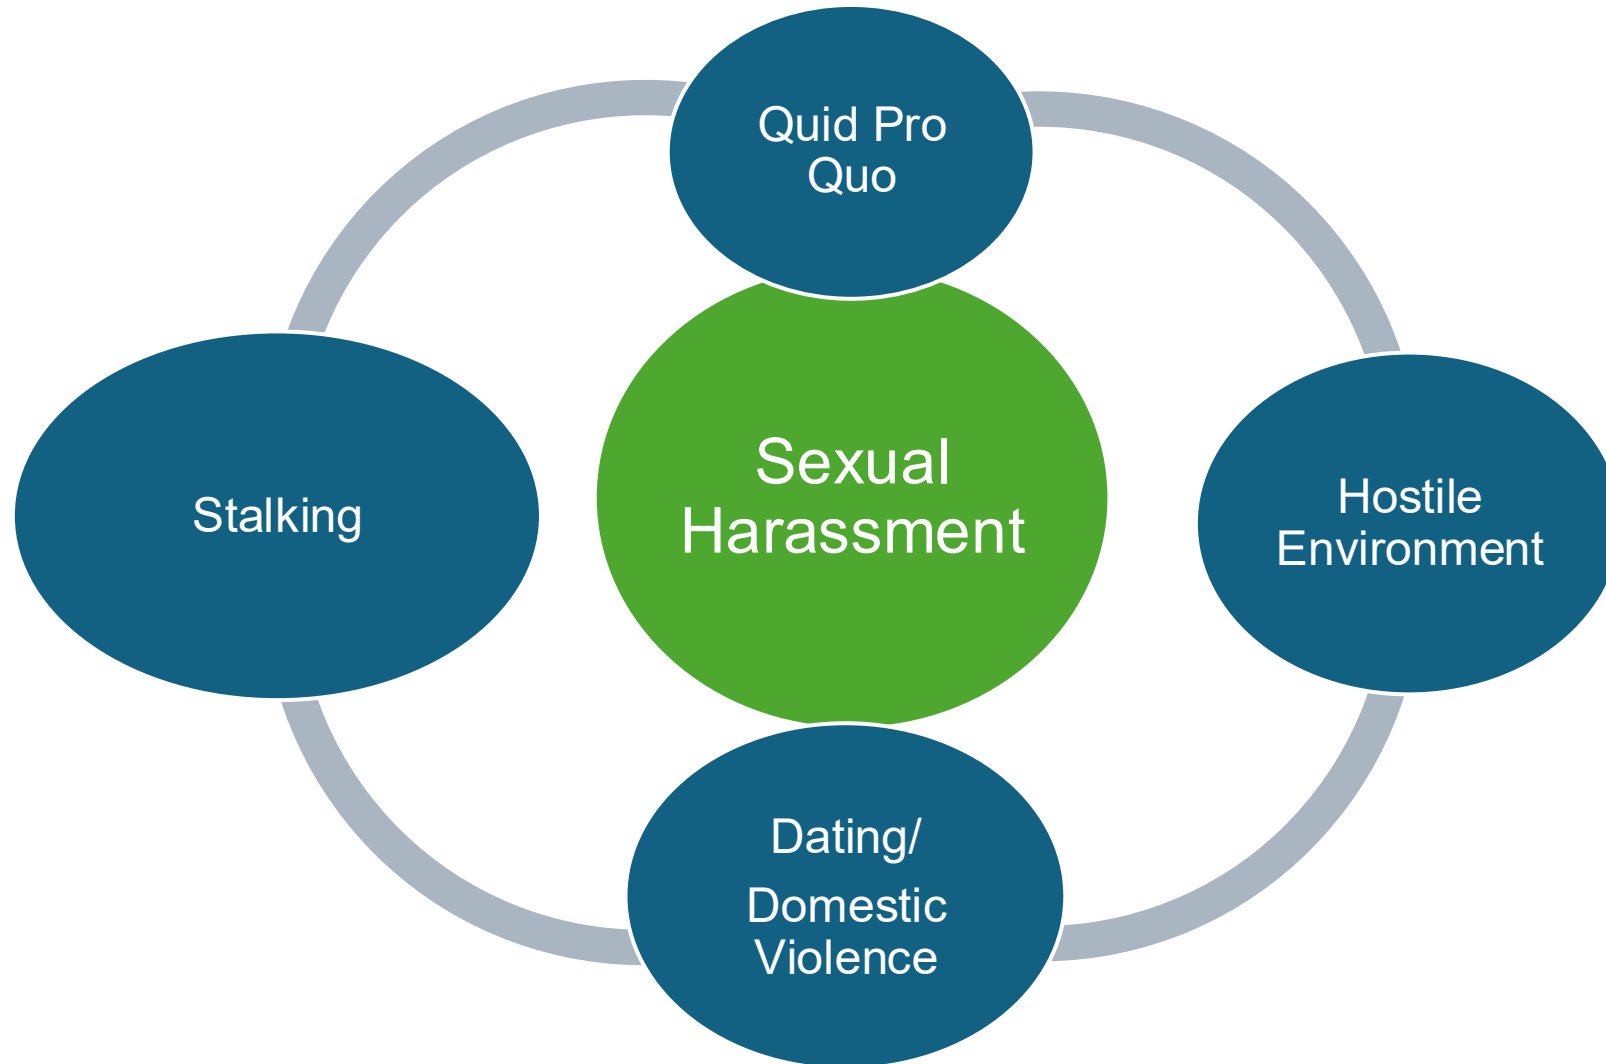 Quid Pro
Quo
Sexual
Harassment
Stalking
Hostile
Environment
Dating/
Domestic
Violence